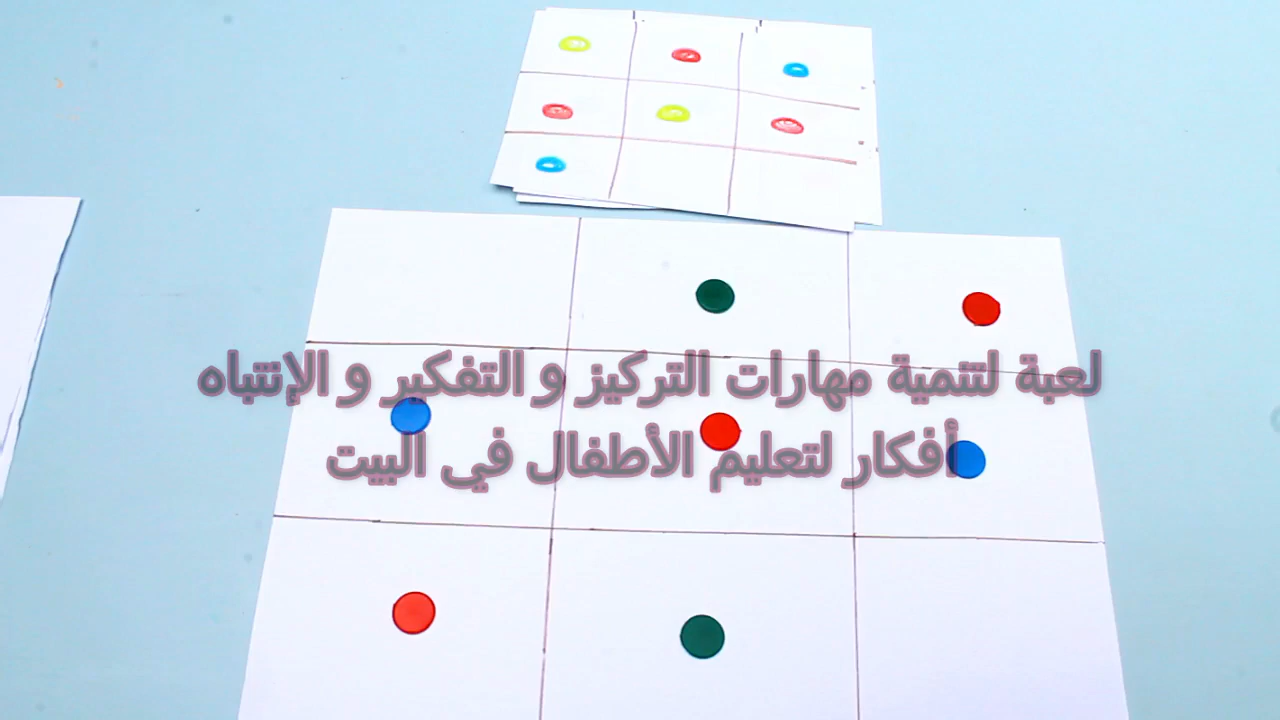 لعبة لتنمية مهارات التركيز و التفكير و الإنتباه
أفكار لتعليم الأطفال في البيت